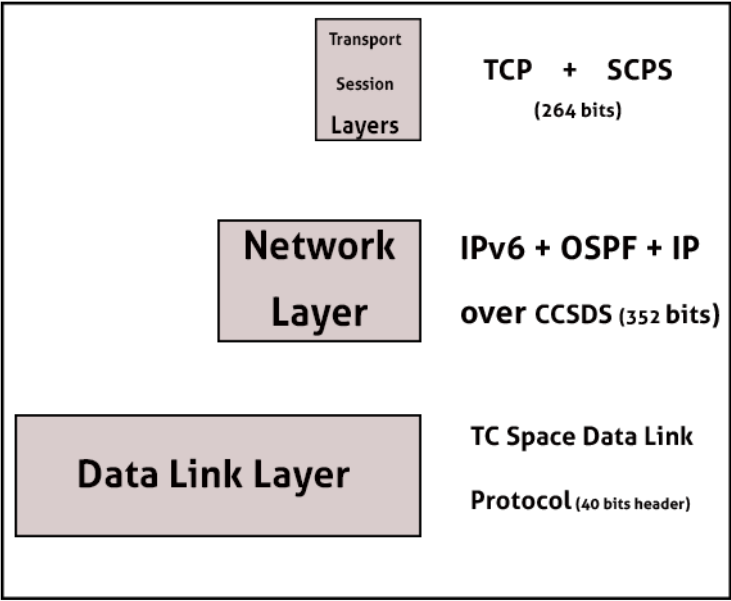 Transport
Session
Layers
TCP + SCPS
(264 bits)
Network
Layer
IPv6 + OSPF + IP
over CCSDS (352 bits)
Data Link Layer
TC Space Data Link
Protocol (40 bits header)